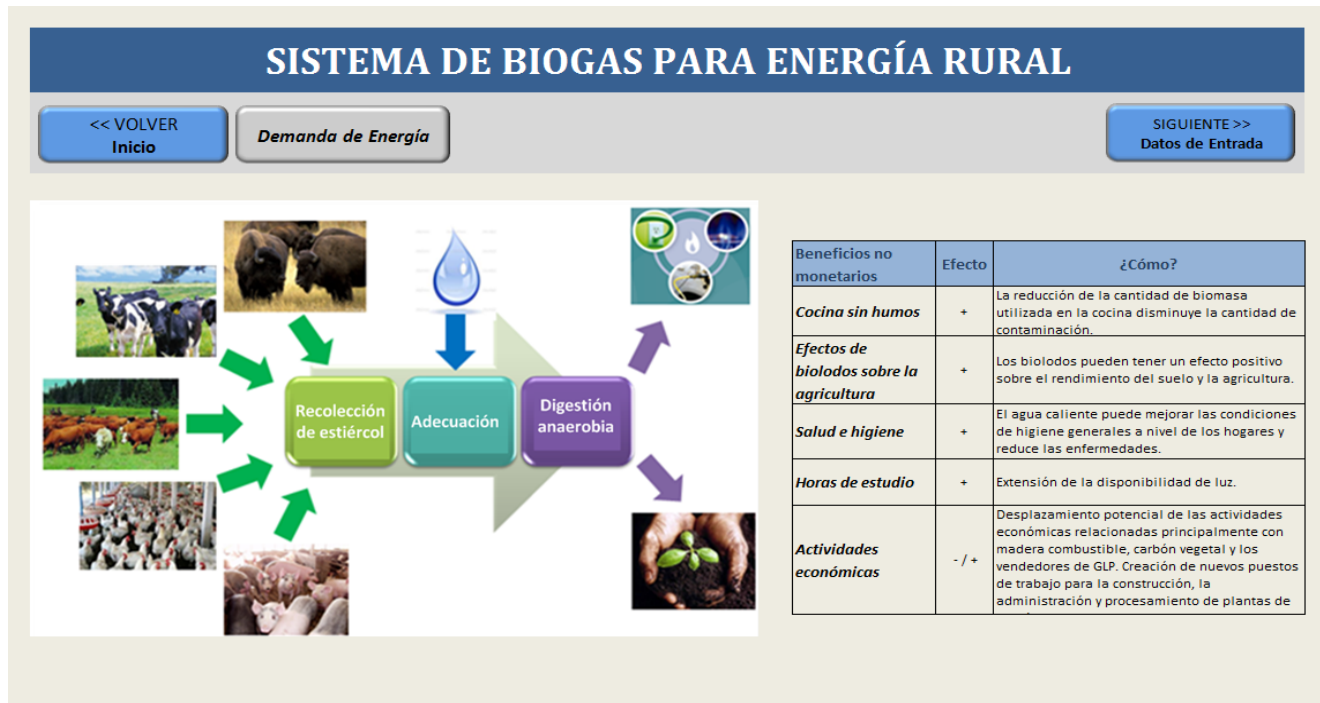 SISTEMA DE BIOGAS PARA ENERGÍA RURAL
<< VOLVER
Inicio
Demanda de Energía
SIGUIENTE >>
Datos de Entrada
Recolección
de estiércol
Adecuación
Digestión
anaerobia
Beneficios no
monetarios
Efecto
¿Cómo?
Cocina sin humos
+
La reducción de la cantidad de biomasa
utilizada en la cocina disminuye la cantidad de
contaminación.
Efectos de
biolodos sobre la
agricultura
+
Los biolodos pueden tener un efecto positivo
sobre el rendimiento del suelo y la agricultura.
Salud e higiene
+
El agua caliente puede mejorar las condiciones
de higiene generales a nivel de los hogares y
reduce las enfermedades.
Horas de estudio
+
Extensión de la disponibilidad de luz.
Actividades
económicas
- / +
Desplazamiento potencial de las actividades
económicas relacionadas principalmente con
madera combustible, carbón vegetal y los
vendedores de GLP. Creación de nuevos puestos
de trabajo para la construcción, la
administración y procesamiento de plantas de